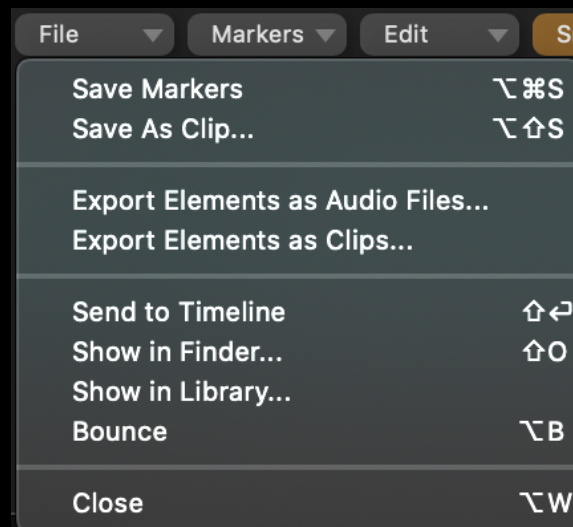 File Markers Edit S
Save Markers ⌥⌘S
Save As Clip... ⌥⇧S
Export Elements as Audio Files...
Export Elements as Clips...
Send to Timeline ⇧↩
Show in Finder... ⇧O
Show in Library...
Bounce ⌥B
Close ⌥W